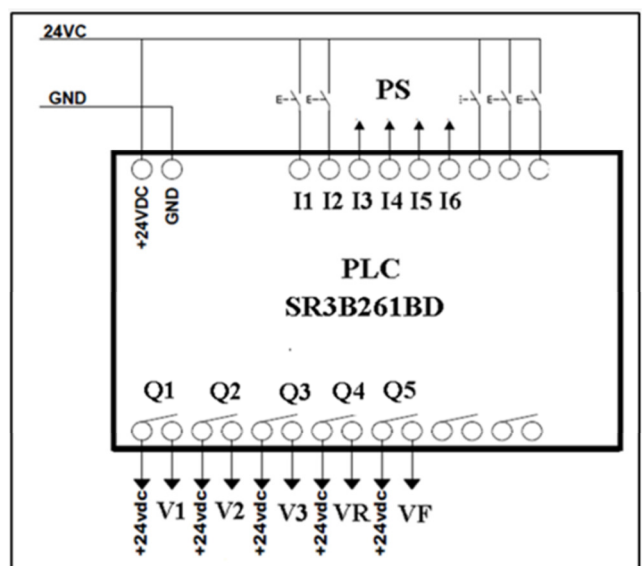 24VC
PS
GND
+24VDC
GND
I1 I2 I3 I4 I5 I6
PLC
SR3B261BD
Q1 Q2 Q3 Q4 Q5
+24vdc V1 +24vdc V2 +24vdc V3 +24vdc VR +24vdc VF